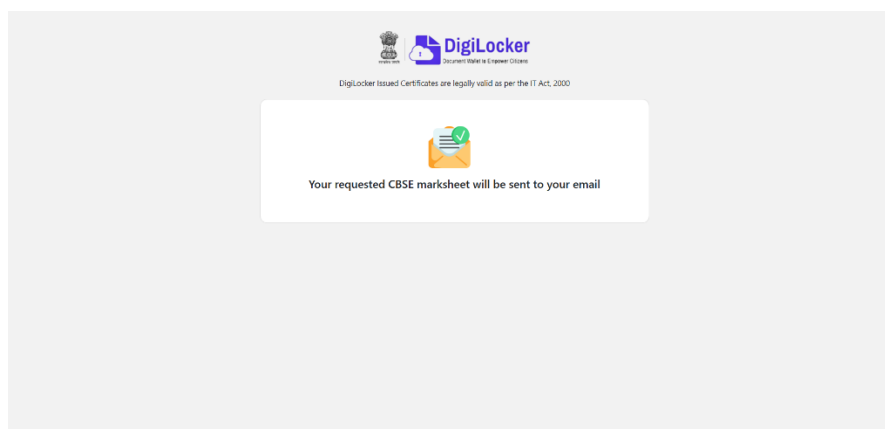 DigiLocker
Document Wallet to Empower Citizens
DigiLocker Issued Certificates are legally valid as per the IT Act, 2000
Your requested CBSE marksheet will be sent to your email